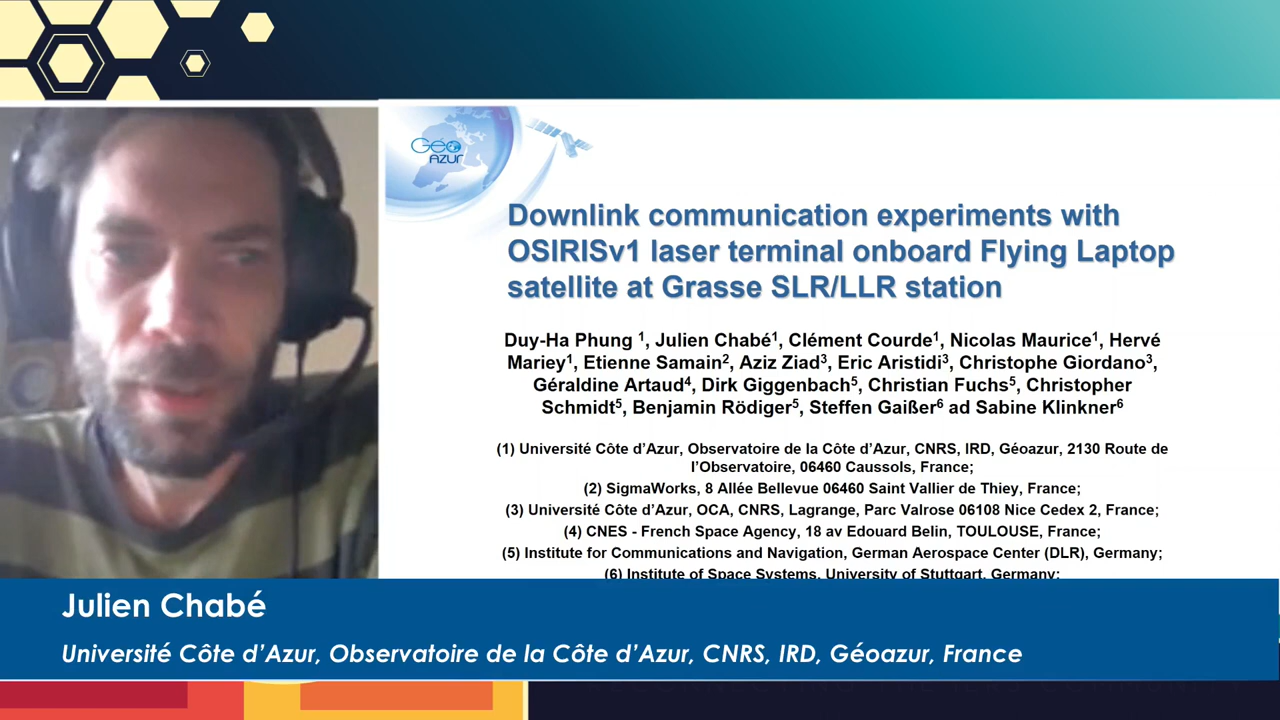 Géo
AZUR
Downlink communication experiments with
OSIRISv1 laser terminal onboard Flying Laptop
satellite at Grasse SLR/LLR station
Duy-Ha Phung ¹, Julien Chabé¹, Clément Courde¹, Nicolas Maurice¹, Hervé
Mariey¹, Etienne Samain², Aziz Ziad³, Eric Aristidi³, Christophe Giordano³,
Géraldine Artaud⁴, Dirk Giggenbach⁵, Christian Fuchs⁵, Christopher
Schmidt⁵, Benjamin Rödiger⁵, Steffen Gaißer⁶ ad Sabine Klinkner⁶
(1) Université Côte d’Azur, Observatoire de la Côte d’Azur, CNRS, IRD, Géoazur, 2130 Route de
l’Observatoire, 06460 Caussols, France;
(2) SigmaWorks, 8 Allée Bellevue 06460 Saint Vallier de Thiey, France;
(3) Université Côte d’Azur, OCA, CNRS, Lagrange, Parc Valrose 06108 Nice Cedex 2, France;
(4) CNES - French Space Agency, 18 av Edouard Belin, TOULOUSE, France;
(5) Institute for Communications and Navigation, German Aerospace Center (DLR), Germany;
(6) Institute of Space Systems, University of Stuttgart, Germany;
Julien Chabé
Université Côte d’Azur, Observatoire de la Côte d’Azur, CNRS, IRD, Géoazur, France